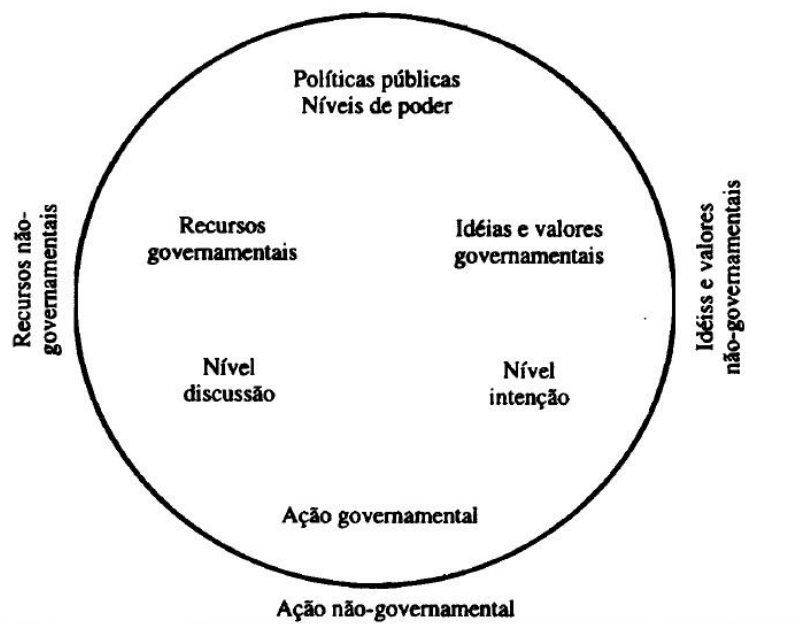 Políticas públicas
Níveis de poder
Recursos não-
governamentais
Recursos
governamentais
Idéias e valores
governamentais
Idéiss e valores
não-governamentais
Nível
discussão
Nível
intenção
Ação governamental
Ação não-governamental